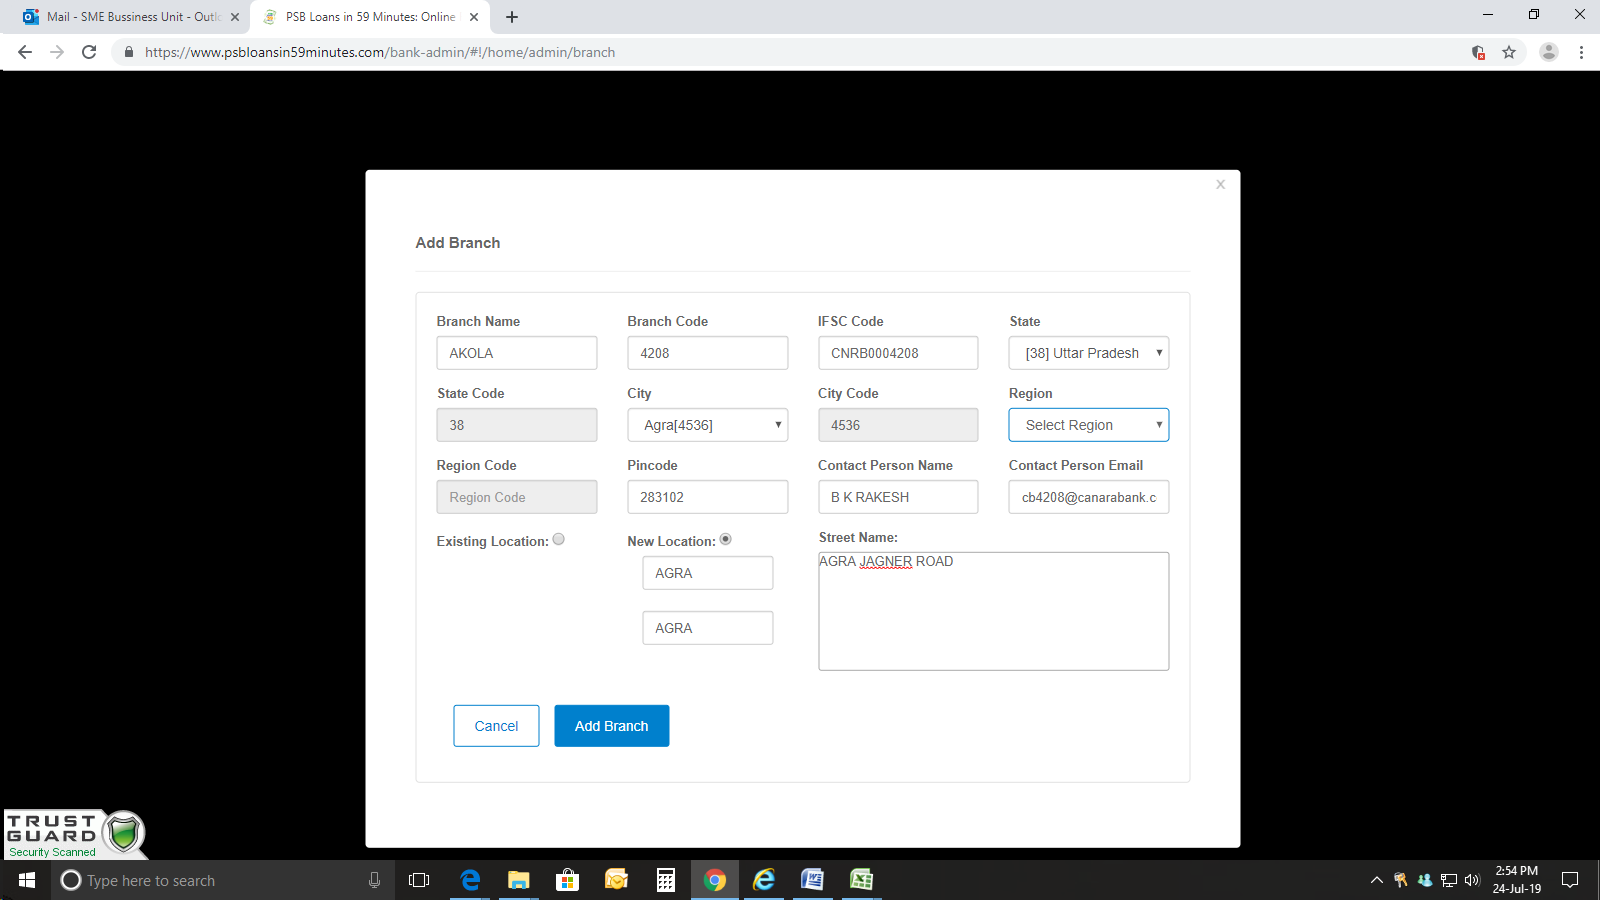 Mail - SME Bussiness Unit - Outl
PSB Loans in 59 Minutes: Online
https://www.psbloansin59minutes.com/bank-admin/#!/home/admin/branch
x
Add Branch
Branch Name Branch Code IFSC Code State
AKOLA 4208 CNRB0004208 [38] Uttar Pradesh
State Code City City Code Region
38 Agra[4536] 4536 Select Region
Region Code Pincode Contact Person Name Contact Person Email
Region Code 283102 B K RAKESH cb4208@canarabank.c
Existing Location: New Location: Street Name:
AGRA AGRA JAGNER ROAD
AGRA
Cancel Add Branch
TRUST
GUARD
Security Scanned
Type here to search
2:54 PM
24-Jul-19